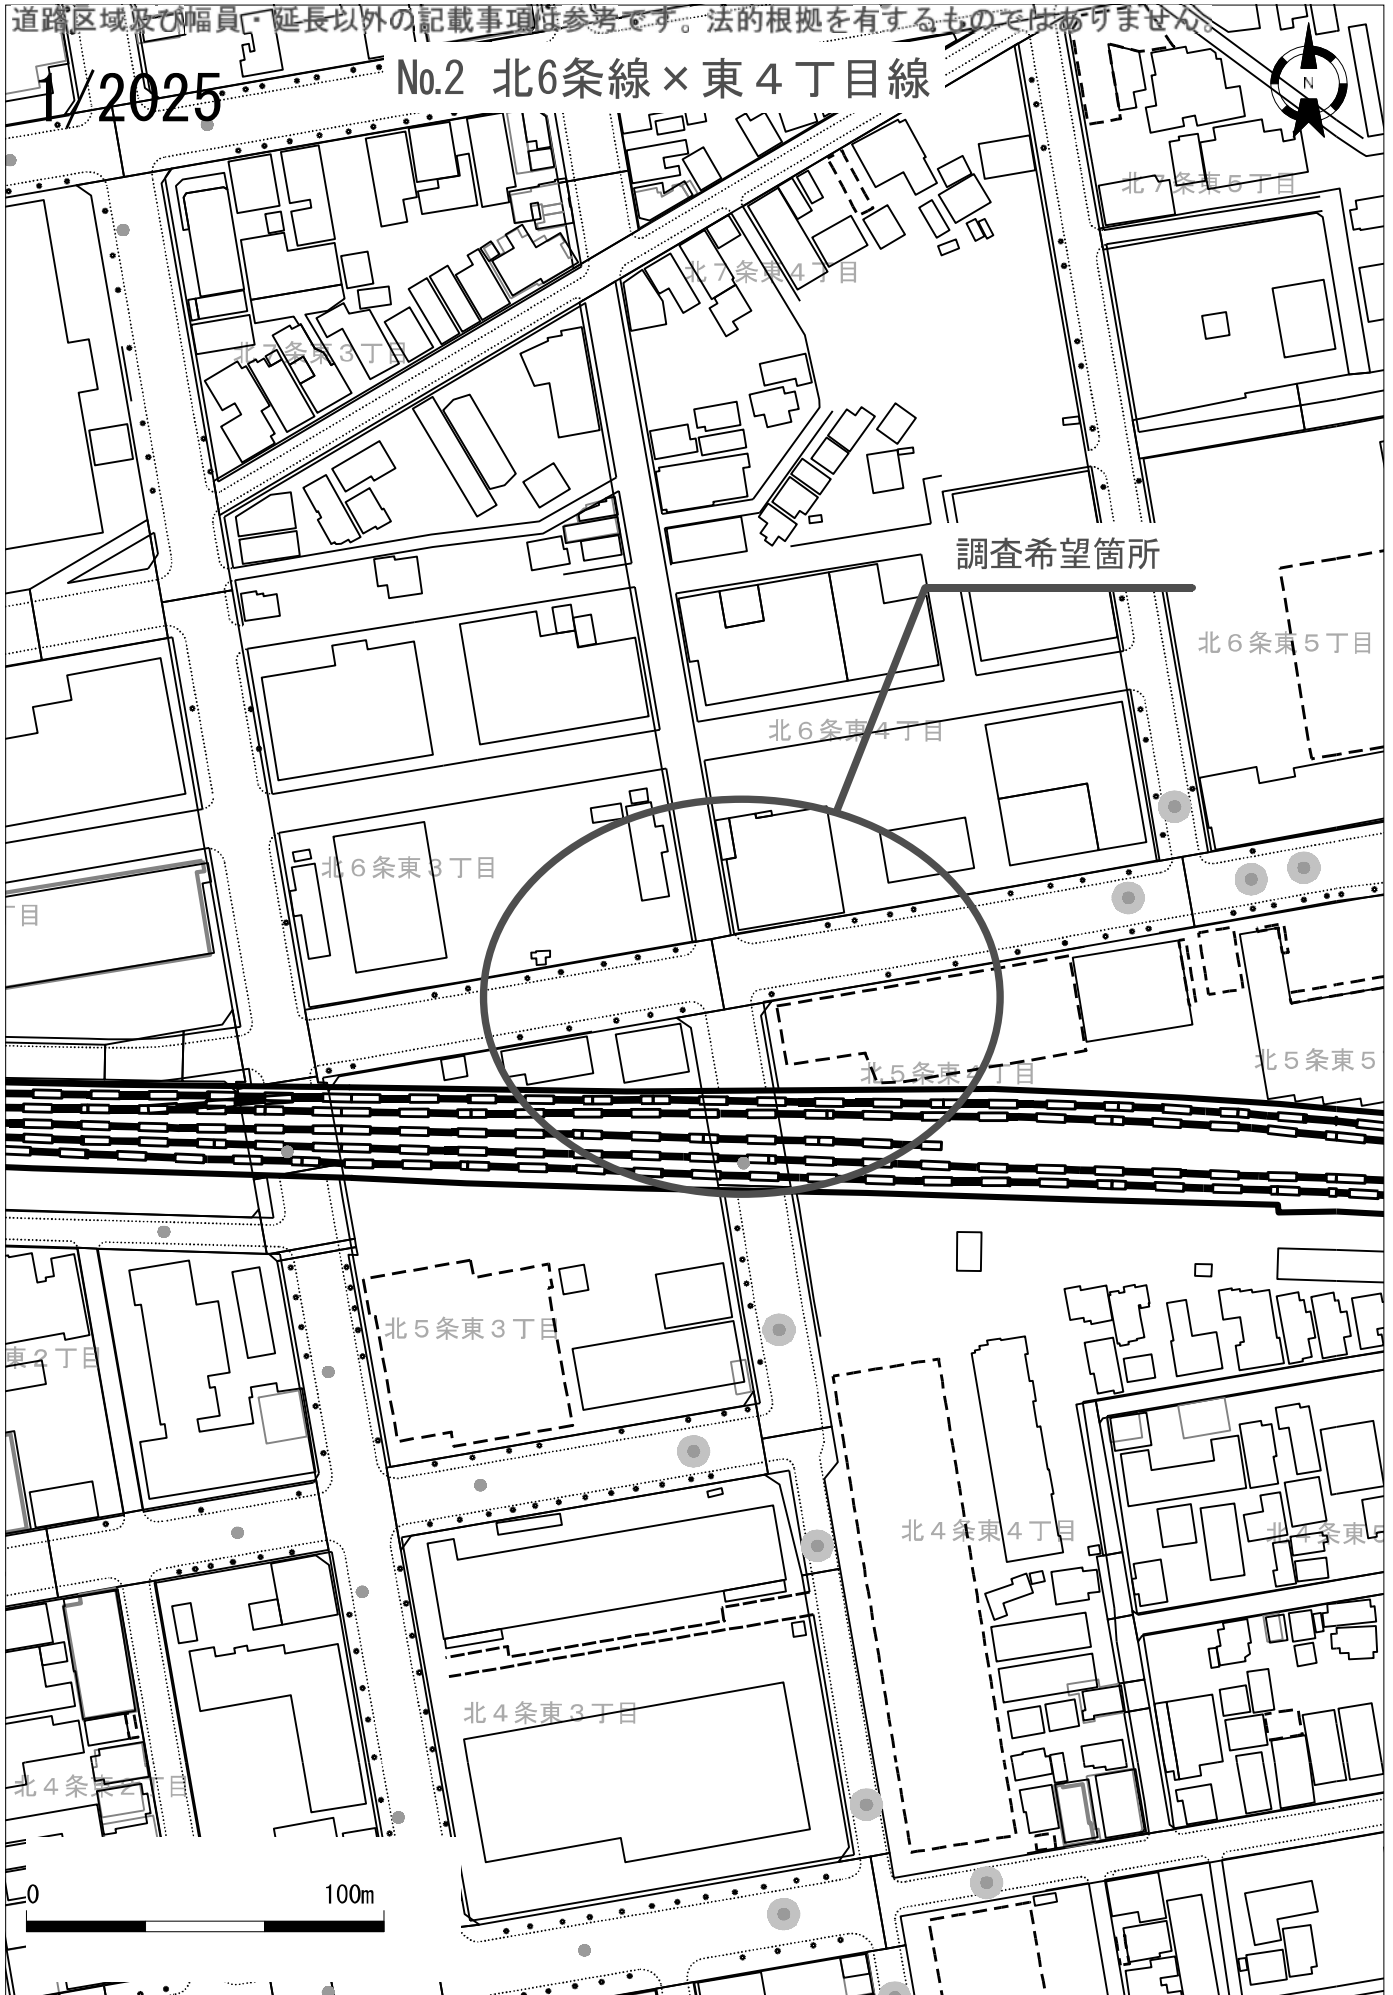 道路区域及び幅員・延長以外の記載事項は参考です。法的根拠を有するものではありません。
1/2025
No.2 北6条線×東4丁目線
N
北7条東5丁目
北7条東4丁目
北7条東3丁目
調査希望箇所
北6条東5丁目
北6条東4丁目
北6条東3丁目
丁目
北5条東4丁目
北5条東5
北5条東3丁目
東2丁目
北4条東4丁目
北4条東5
北4条東3丁目
北4条東2丁目
0 100m